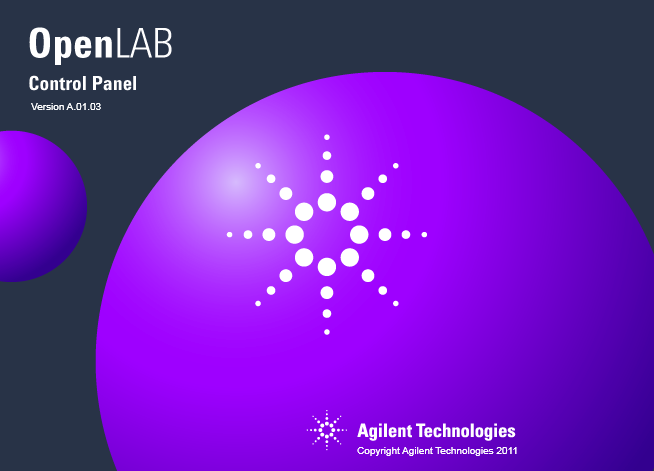 OpenLAB
Control Panel
Version A.01.03
Agilent Technologies
Copyright Agilent Technologies 2011